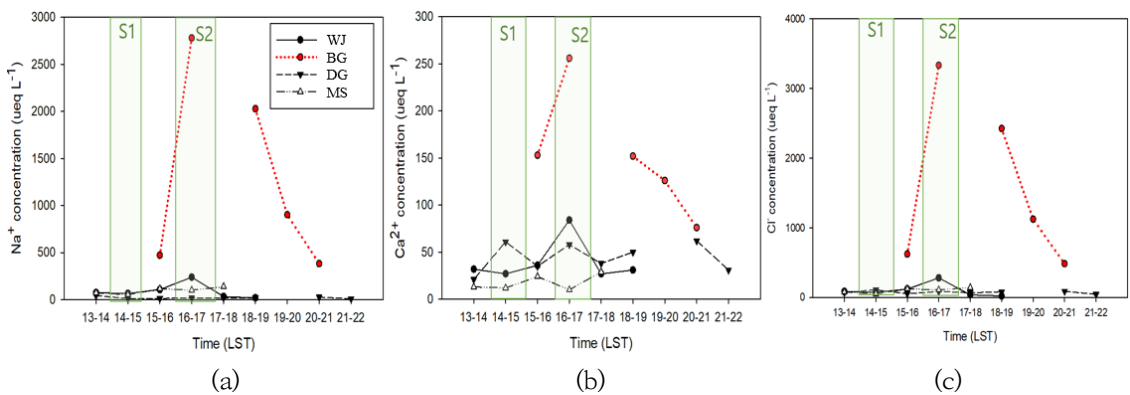 Na⁺ concentration (ueq L⁻¹)
3000
2500
2000
1500
1000
500
0
S1
S2
WJ
BG
DG
MS
13-14 14-15 15-16 16-17 17-18 18-19 19-20 20-21 21-22
Time (LST)
(a)
Ca²⁺ concentration (ueq L⁻¹)
300
250
200
150
100
50
0
S1
S2
13-14 14-15 15-16 16-17 17-18 18-19 19-20 20-21 21-22
Time (LST)
(b)
Cl⁻ concentration (ueq L⁻¹)
4000
3000
2000
1000
0
S1
S2
13-14 14-15 15-16 16-17 17-18 18-19 19-20 20-21 21-22
Time (LST)
(c)